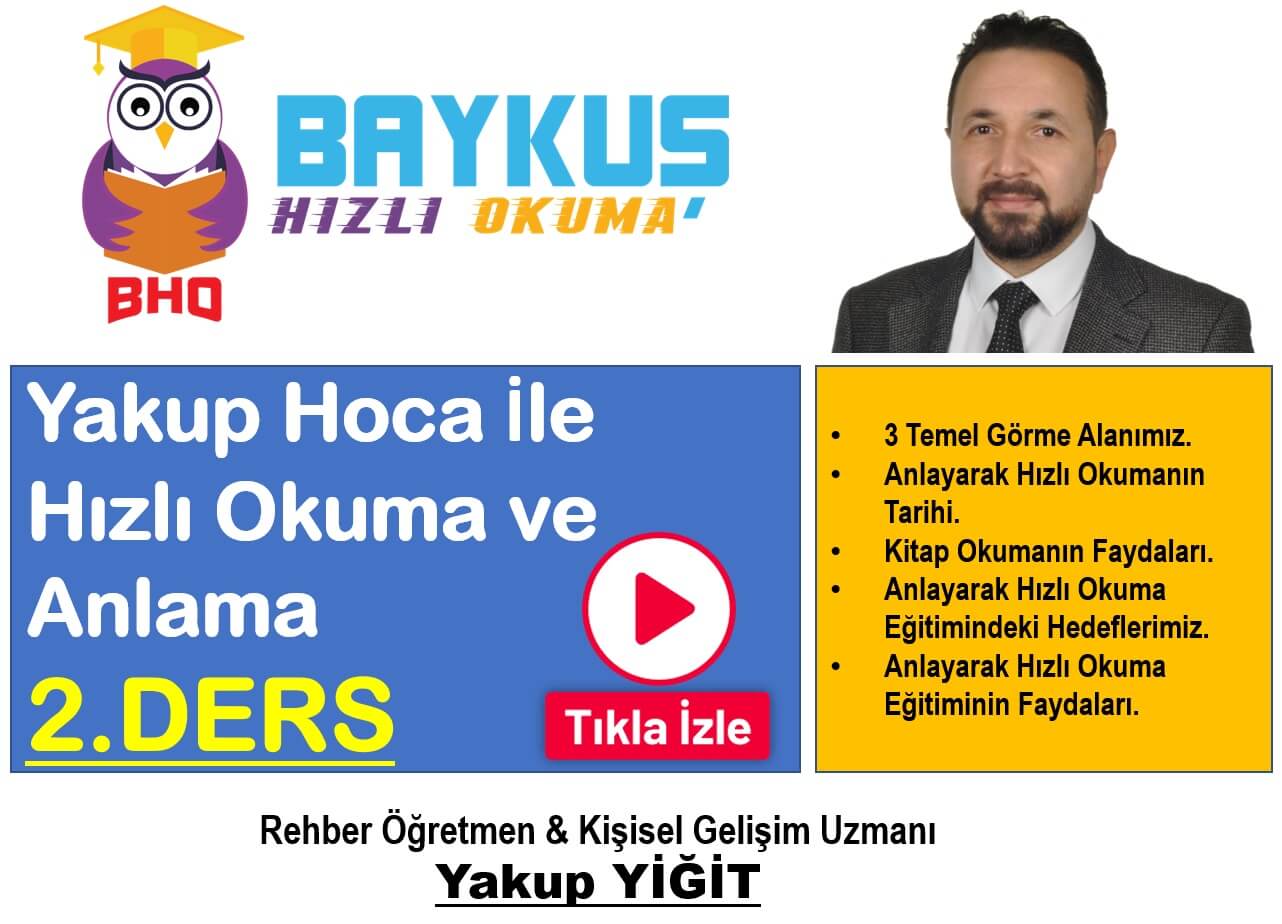 BAYKUS
HIZLI OKUMA'
BHO
Yakup Hoca İle
Hızlı Okuma ve
Anlama
2.DERS
Tıkla İzle
• 3 Temel Görme Alanımız.
• Anlayarak Hızlı Okumanın
Tarihi.
• Kitap Okumanın Faydaları.
• Anlayarak Hızlı Okuma
Eğitimindeki Hedeflerimiz.
• Anlayarak Hızlı Okuma
Eğitiminin Faydaları.
Rehber Öğretmen & Kişisel Gelişim Uzmanı
Yakup YİĞİT